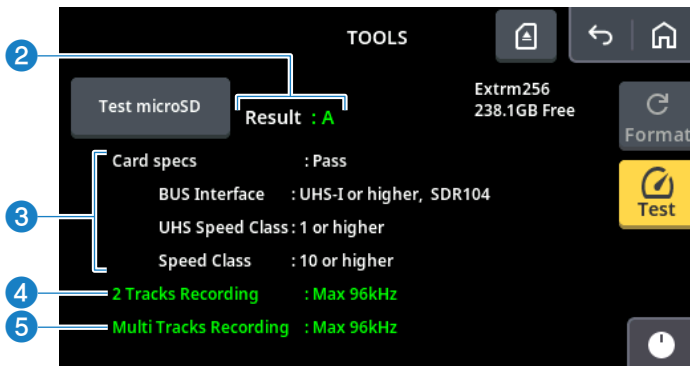 TOOLS
2
Test microSD
Result : A
Extrm256
238.1GB Free
Format
Card specs : Pass
BUS Interface : UHS-I or higher, SDR104
Test
3
UHS Speed Class : 1 or higher
Speed Class : 10 or higher
4
2 Tracks Recording : Max 96kHz
5
Multi Tracks Recording : Max 96kHz